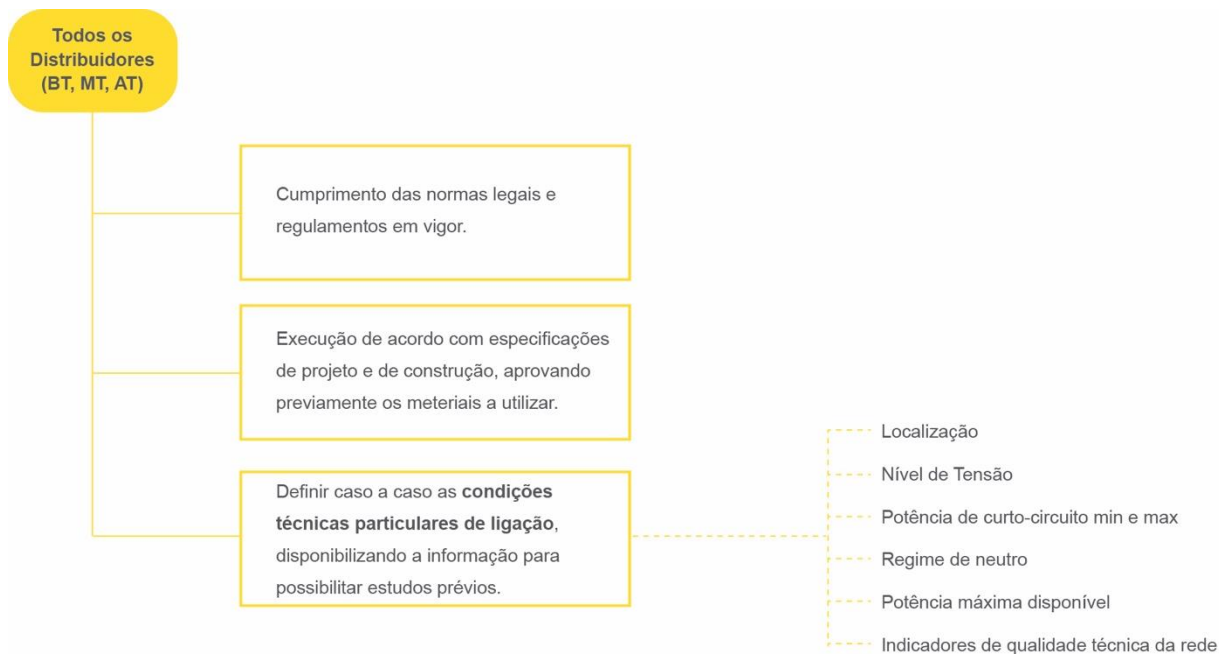 Todos os
Distribuidores
(BT, MT, AT)
Cumprimento das normas legais e
regulamentos em vigor.
Execução de acordo com especificações
de projeto e de construção, aprovando
previamente os meteriais a utilizar.
Definir caso a caso as condições
técnicas particulares de ligação,
disponibilizando a informação para
possibilitar estudos prévios.
Localização
Nível de Tensão
Potência de curto-circuito min e max
Regime de neutro
Potência máxima disponível
Indicadores de qualidade técnica da rede